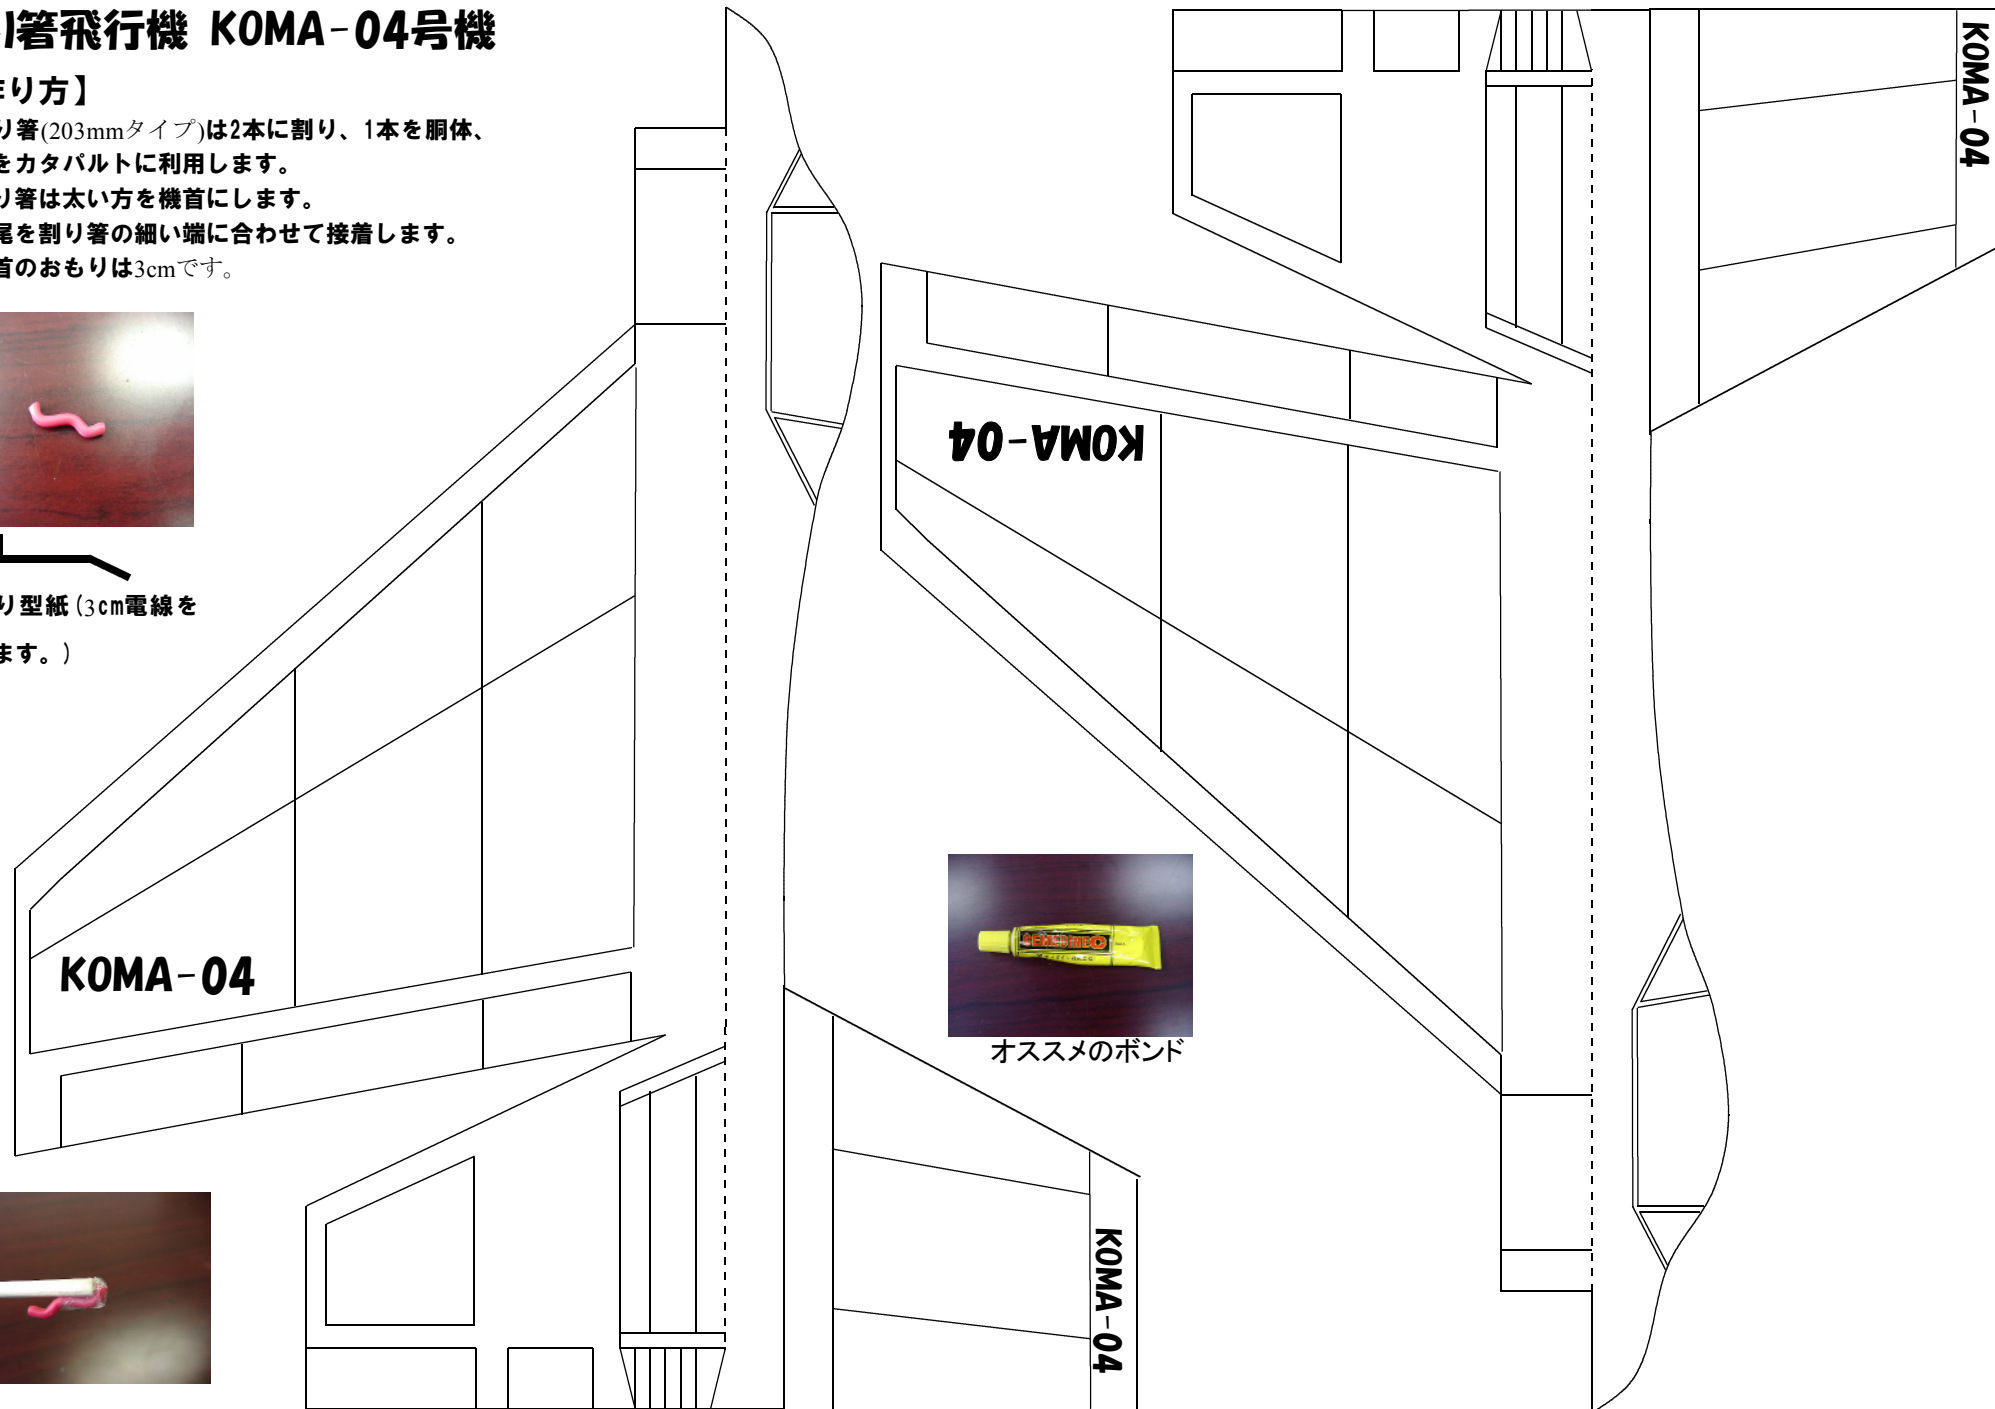 割箸飛行機 KOMA-04号機
作り方】
り箸(203mmタイプ)は2本に割り、1本を胴体、
をカタパルトに利用します。
り箸は太い方を機首にします。
尾を割り箸の細い端に合わせて接着します。
首のおもりは3cmです。
り型紙(3cm電線を
ます。)
KOMA-04
KOMA-04
KOMA-04
KOMA-04
オススメのボンド